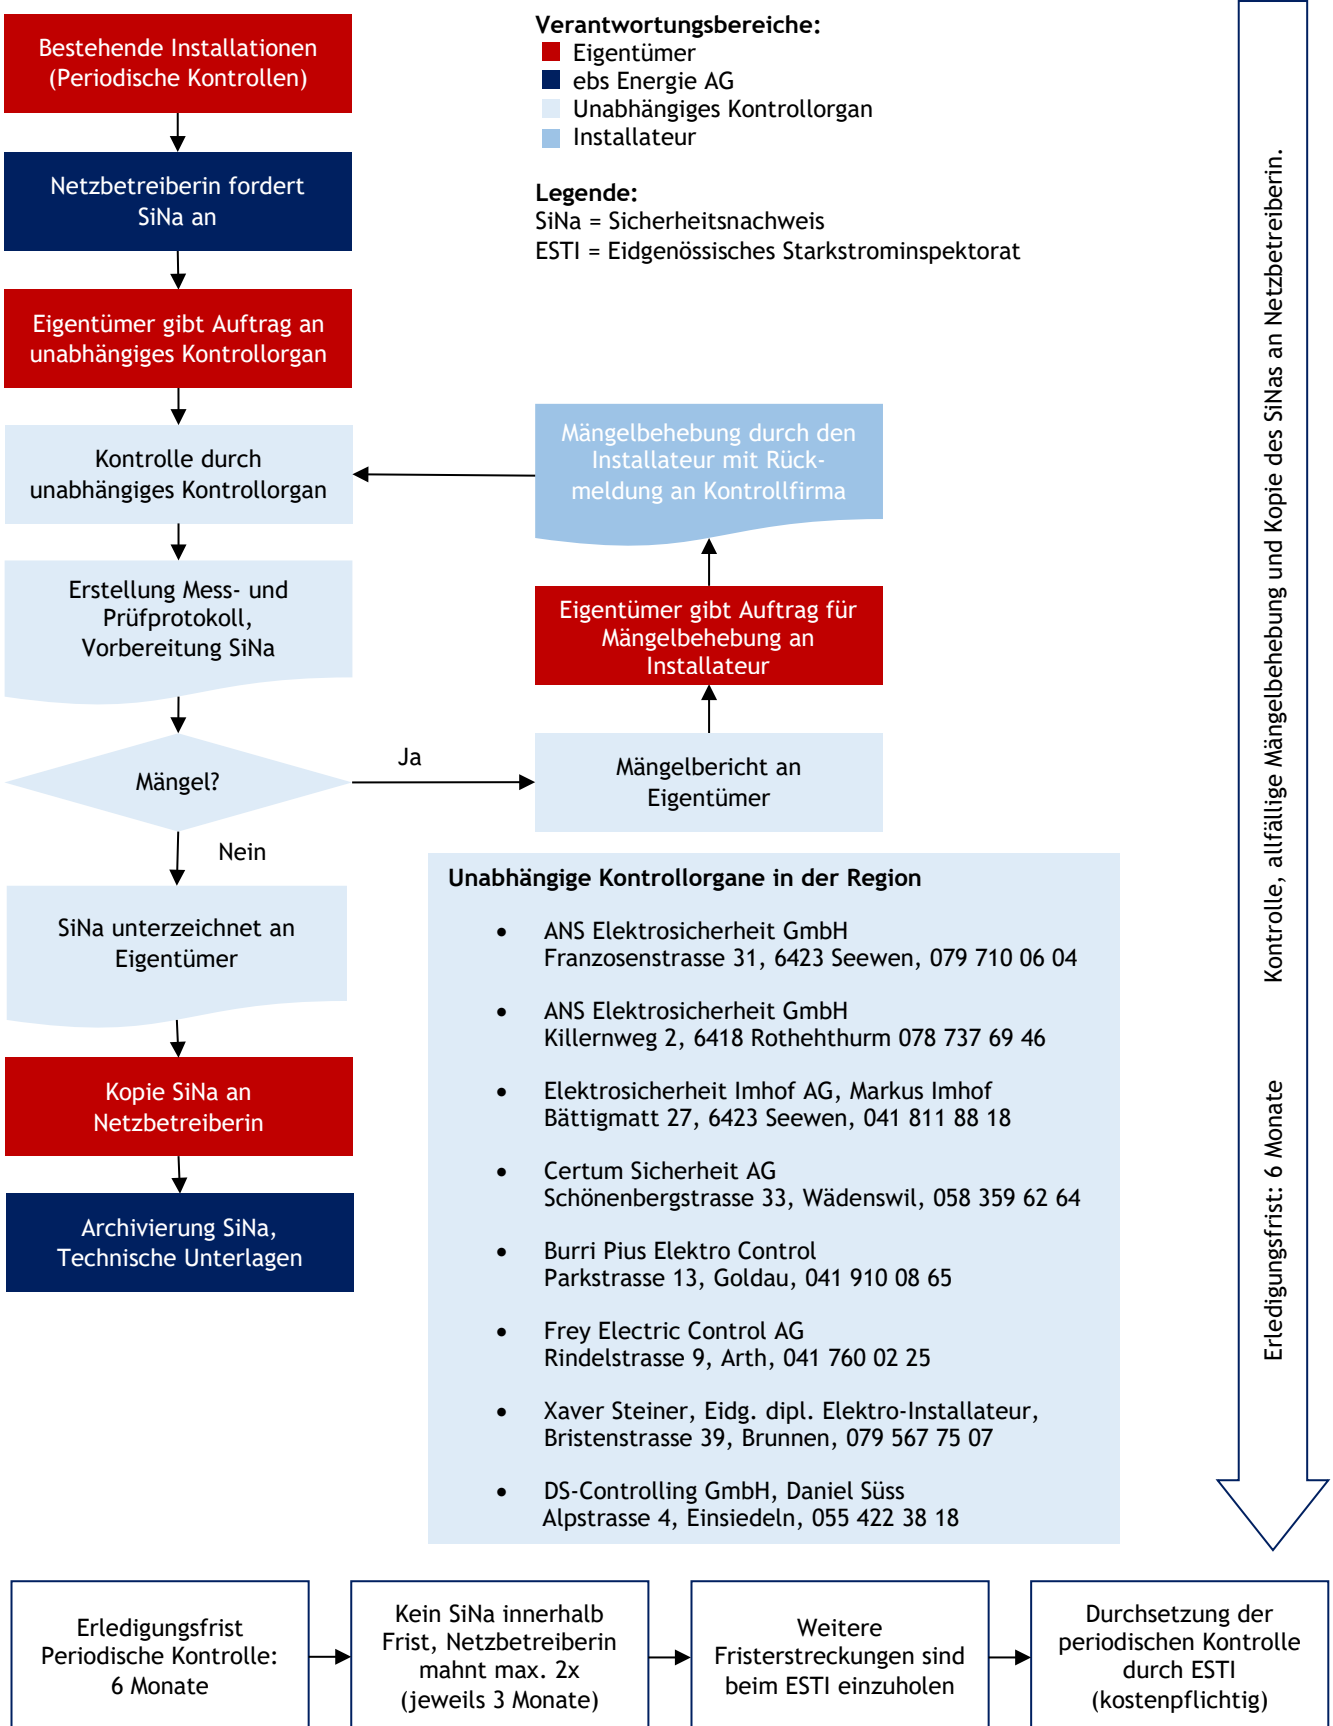 Bestehende Installationen
(Periodische Kontrollen)
Netzbetreiberin fordert
SiNa an
Eigentümer gibt Auftrag an
unabhängiges Kontrollorgan
Kontrolle durch
unabhängiges Kontrollorgan
Erstellung Mess- und
Prüfprotokoll,
Vorbereitung SiNa
Mängel?
Ja
Nein
SiNa unterzeichnet an
Eigentümer
Kopie SiNa an
Netzbetreiberin
Archivierung SiNa,
Technische Unterlagen
Verantwortungsbereiche:
Eigentümer
ebs Energie AG
Unabhängiges Kontrollorgan
Installateur
Legende:
SiNa = Sicherheitsnachweis
ESTI = Eidgenössisches Starkstrominspektorat
Mängelbehebung durch den
Installateur mit Rück-
meldung an Kontrollfirma
Eigentümer gibt Auftrag für
Mängelbehebung an
Installateur
Mängelbericht an
Eigentümer
Unabhängige Kontrollorgane in der Region
• ANS Elektrosicherheit GmbH
Franzosenstrasse 31, 6423 Seewen, 079 710 06 04
• ANS Elektrosicherheit GmbH
Killernweg 2, 6418 Rothehthurm 078 737 69 46
• Elektrosicherheit Imhof AG, Markus Imhof
Bättigmatt 27, 6423 Seewen, 041 811 88 18
• Certum Sicherheit AG
Schönenbergstrasse 33, Wädenswil, 058 359 62 64
• Burri Pius Elektro Control
Parkstrasse 13, Goldau, 041 910 08 65
• Frey Electric Control AG
Rindelstrasse 9, Arth, 041 760 02 25
• Xaver Steiner, Eidg. dipl. Elektro-Installateur,
Bristenstrasse 39, Brunnen, 079 567 75 07
• DS-Controlling GmbH, Daniel Süss
Alpstrasse 4, Einsiedeln, 055 422 38 18
Erledigungsfrist: 6 Monate Kontrolle, allfällige Mängelbehebung und Kopie des SiNas an Netzbetreiberin.
Erledigungsfrist
Periodische Kontrolle:
6 Monate
Kein SiNa innerhalb
Frist, Netzbetreiberin
mahnt max. 2x
(jeweils 3 Monate)
Weitere
Fristerstreckungen sind
beim ESTI einzuholen
Durchsetzung der
periodischen Kontrolle
durch ESTI
(kostenpflichtig)